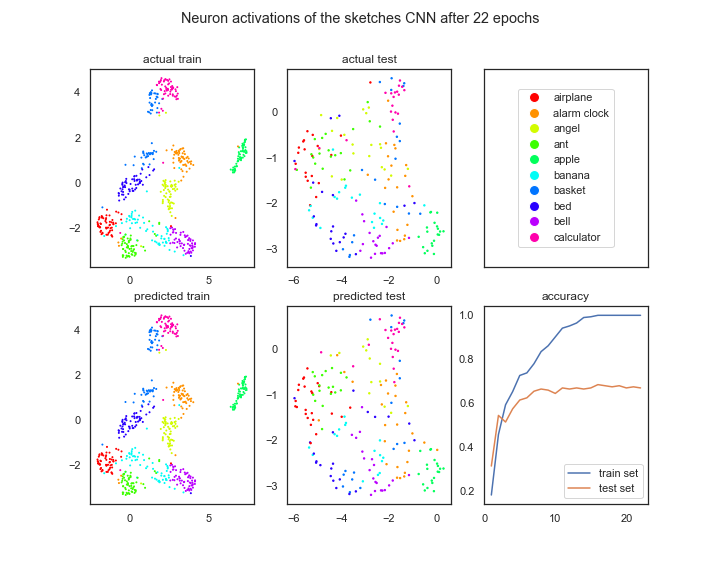 Neuron activations of the sketches CNN after 22 epochs
actual train
4
2
0
−2
0
5
actual test
0
−1
−2
−3
−6
−4
−2
0
airplane
alarm clock
angel
ant
apple
banana
basket
bed
bell
calculator
predicted train
4
2
0
−2
0
5
predicted test
0
−1
−2
−3
−6
−4
−2
0
accuracy
1.0
0.8
0.6
0.4
0.2
train set
test set
0
10
20